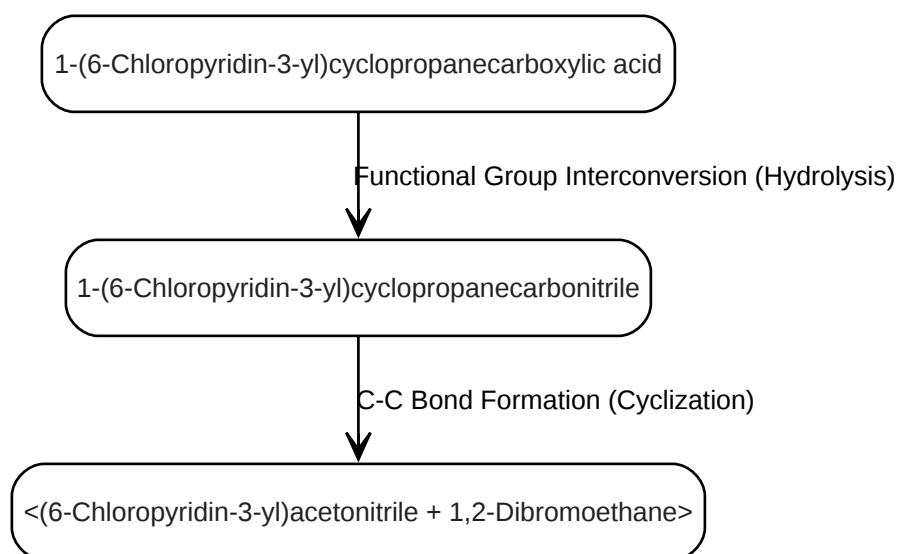 1-(6-Chloropyridin-3-yl)cyclopropanecarboxylic acid
Functional Group Interconversion (Hydrolysis)
1-(6-Chloropyridin-3-yl)cyclopropanecarbonitrile
C-C Bond Formation (Cyclization)
<(6-Chloropyridin-3-yl)acetonitrile + 1,2-Dibromoethane>